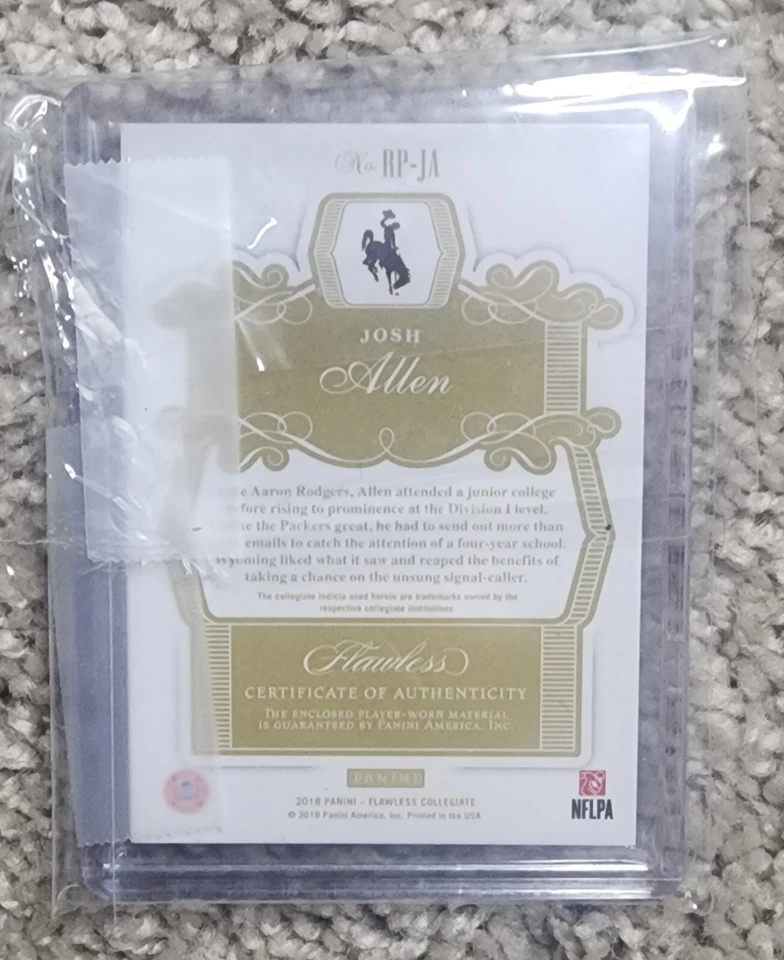 No. RP-JA
JOSH
Allen
Aaron Rodgers, Allen attended a junior college
fore rising to prominence at the Division I level.
the Packers great, he had to send out more than
emails to catch the attention of a four-year school.
Wyoming liked what it saw and reaped the benefits of
taking a chance on the unsung signal-caller.
The collegiate indicia used herein are trademarks owned by the
respective collegiate institutions.
Flawless
CERTIFICATE OF AUTHENTICITY
THE ENCLOSED PLAYER-WORN MATERIAL
IS GUARANTEED BY PANINI AMERICA, INC.
PANINI
2018 PANINI - FLAWLESS COLLEGIATE
© 2018 Panini America, Inc. Printed in the USA
NFLPA